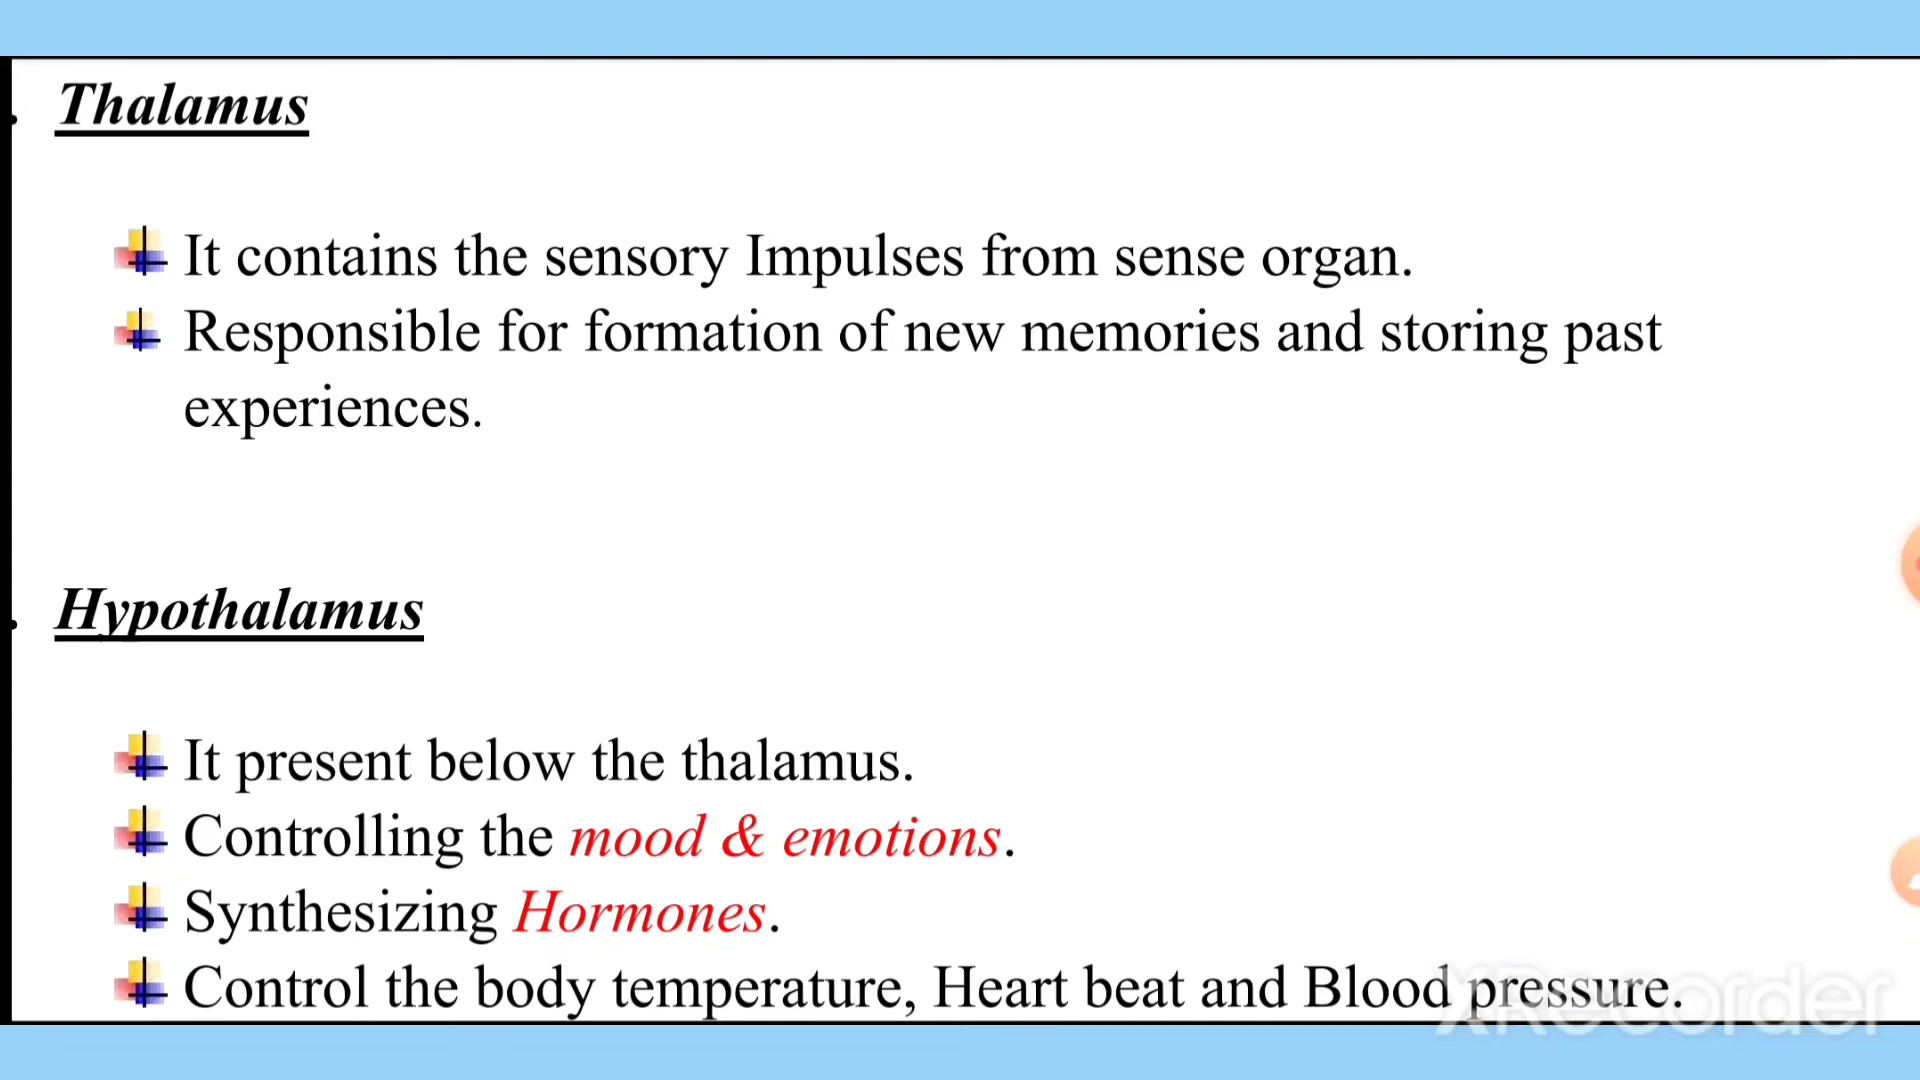 Thalamus
It contains the sensory Impulses from sense organ.
Responsible for formation of new memories and storing past
experiences.
Hypothalamus
It present below the thalamus.
Controlling the mood & emotions.
Synthesizing Hormones.
Control the body temperature, Heart beat and Blood pressure.
XRecorder